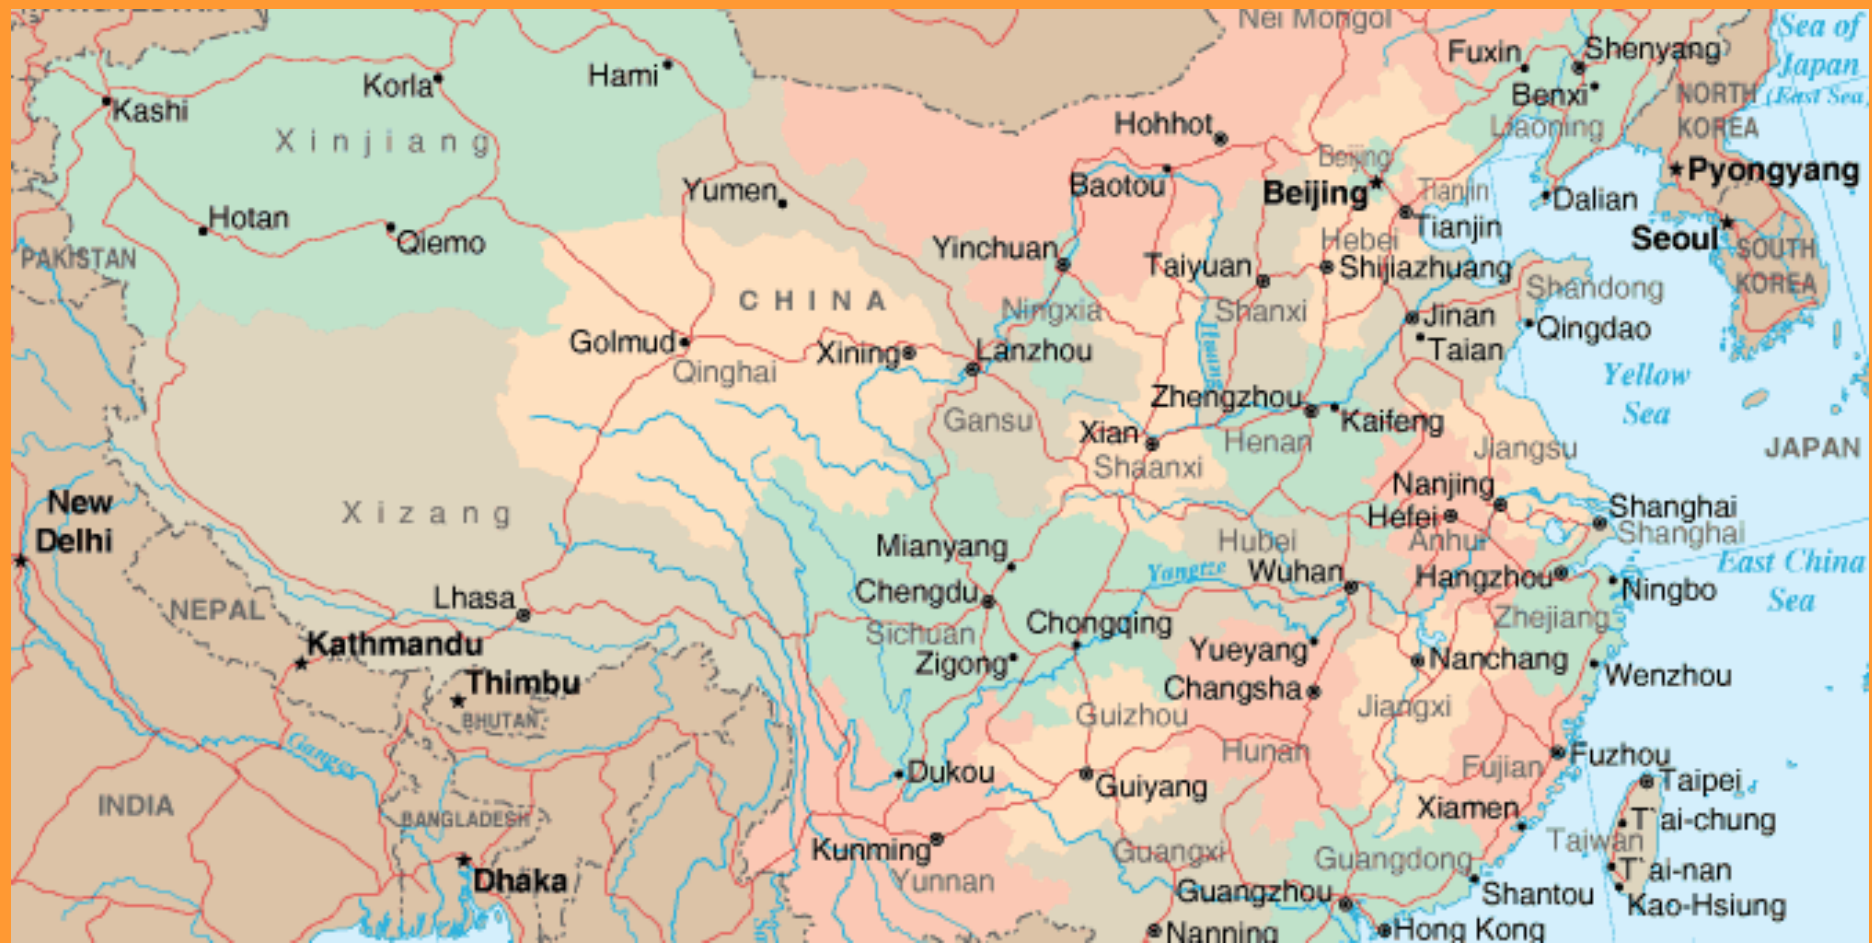 Nei Mongol
Sea of
Japan
(East Sea)
Fuxin
Shenyang
Benxi
Liaoning
NORTH
KOREA
Hami
Korla
Kashi
Xinjiang
Hohhot
Beijing
Beijing
Baotou
Tianjin
Tianjin
Dalian
Pyongyang
Yumen
Hotan
Qiemo
PAKISTAN
Yinchuan
Taiyuan
Hebei
Shijiazhuang
Seoul
SOUTH
KOREA
CHINA
Ningxia
Shanxi
Shandong
Jinan
Qingdao
Taian
Golmud
Qinghai
Xining
Lanzhou
Huang
Yellow
Sea
Gansu
Zhengzhou
Kaifeng
Xian
Shaanxi
Henan
Jiangsu
JAPAN
Xizang
New
Delhi
Nanjing
Hefei
Anhui
Shanghai
Shanghai
Mianyang
Hubei
Yangtze
Wuhan
Hangzhou
East China
Sea
Ningbo
Chengdu
Lhasa
NEPAL
Kathmandu
Sichuan
Chongqing
Zigong
Yueyang
Zhejiang
Nanchang
Wenzhou
Thimbu
BHUTAN
Changsha
Guizhou
Jiangxi
Ganges
Hunan
Fujian
Fuzhou
Dukou
Guiyang
Taipei
INDIA
BANGLADESH
Xiamen
T'ai-chung
Kunming
Yunnan
Guangxi
Guangdong
Taiwan
T'ai-nan
Dhaka
Guangzhou
Shantou
Kao-Hsiung
Nanning
Hong Kong